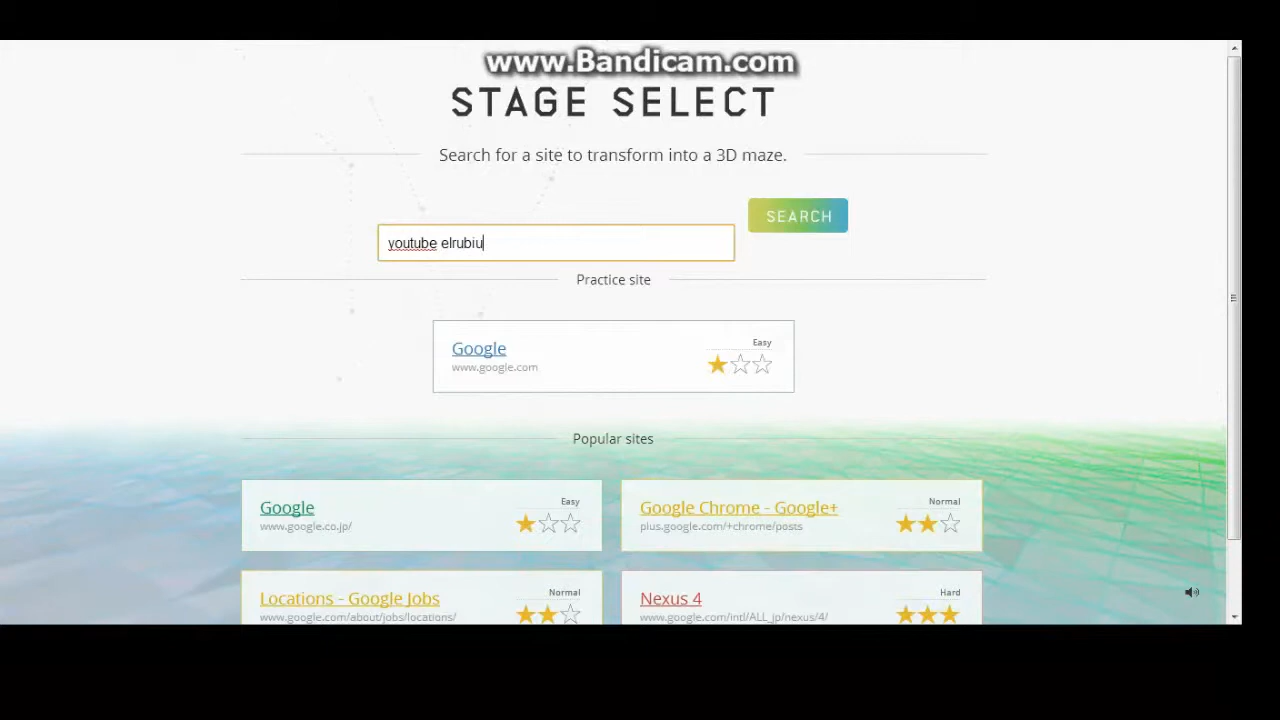 www.Bandicam.com
STAGE SELECT
Search for a site to transform into a 3D maze.
SEARCH
youtube elrubiu
Practice site
Google
Easy
www.google.com
Popular sites
Google
Easy
www.google.co.jp/
Google Chrome - Google+
Normal
plus.google.com/+chrome/posts
Locations - Google Jobs
Normal
www.google.com/about/jobs/locations/
Nexus 4
Hard
www.google.com/intl/ALL_jp/nexus/4/